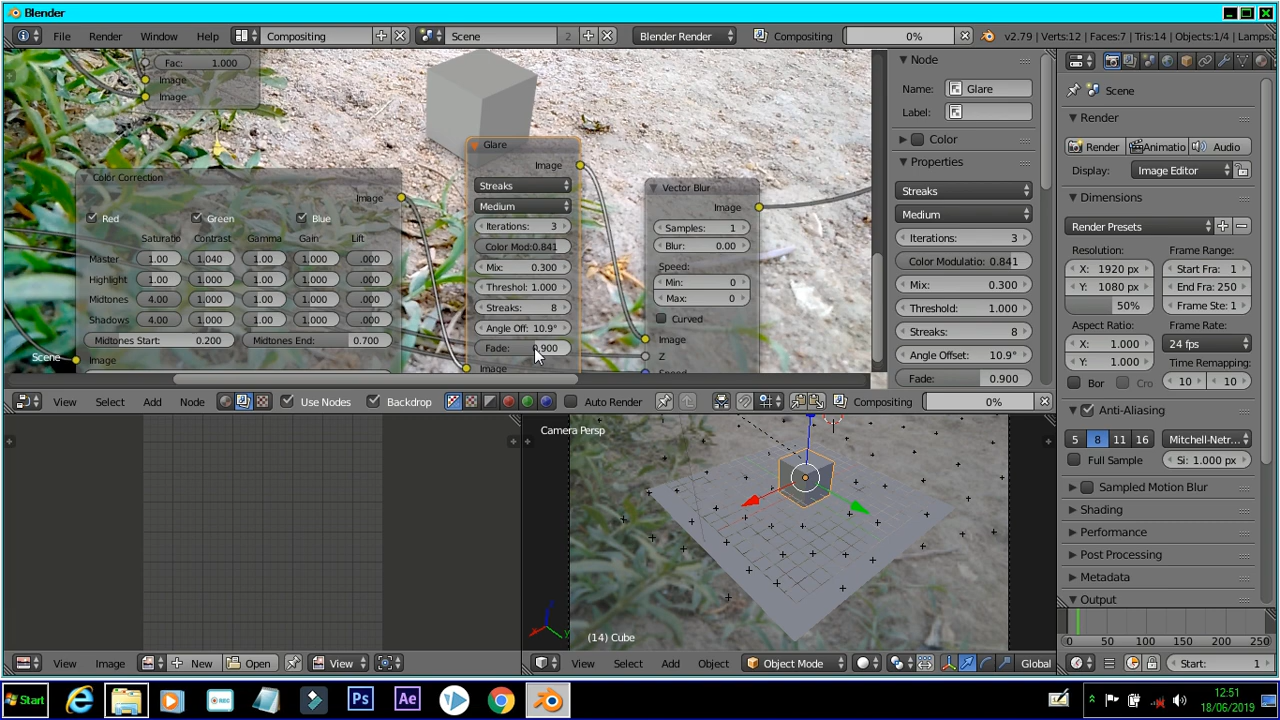 Blender
File Render Window Help Compositing Scene 2 Blender Render Compositing 0% v2.79 | Verts:12 | Faces:7 | Tris:14 | Objects:1/4 | Lamps:
Fac: 1.000
Image
Image
Color Correction
Image
Red Green Blue
Saturatio Contrast Gamma Gain Lift
Master 1.00 1.040 1.00 1.000 .000
Highlight 1.00 1.000 1.00 1.000 .000
Midtones 4.00 1.000 1.00 1.000 .000
Shadows 4.00 1.000 1.00 1.000 .000
Midtones Start: 0.200 Midtones End: 0.700
Scene Image
Glare
Image
Streaks
Medium
Iterations: 3
Color Mod:0.841
Mix: 0.300
Threshol: 1.000
Streaks: 8
Angle Off: 10.9°
Fade: 0.900
Image
Vector Blur
Image
Samples: 1
Blur: 0.00
Speed:
Min: 0
Max: 0
Curved
Image
Z
Node
Name: Glare
Label:
Color
Properties
Streaks
Medium
Iterations: 3
Color Modulatio: 0.841
Mix: 0.300
Threshold: 1.000
Streaks: 8
Angle Offset: 10.9°
Fade: 0.900
View Select Add Node Use Nodes Backdrop Auto Render Compositing 0%
Scene
Render
Render Animatio Audio
Display: Image Editor
Dimensions
Render Presets
Resolution: Frame Range:
X: 1920 px Start Fra: 1
Y: 1080 px End Fra: 250
50% Frame Ste: 1
Aspect Ratio: Frame Rate:
X: 1.000 24 fps
Y: 1.000 Time Remapping:
Bor Cro 10 10
Anti-Aliasing
5 8 11 16 Mitchell-Netr...
Full Sample Si: 1.000 px
Sampled Motion Blur
Shading
Performance
Post Processing
Metadata
Output
Camera Persp
(14) Cube
View Image New Open View
View Select Add Object Object Mode Global
0 50 100 150 200 250
Start: 1
Start Ps Ae
12:51
18/06/2019